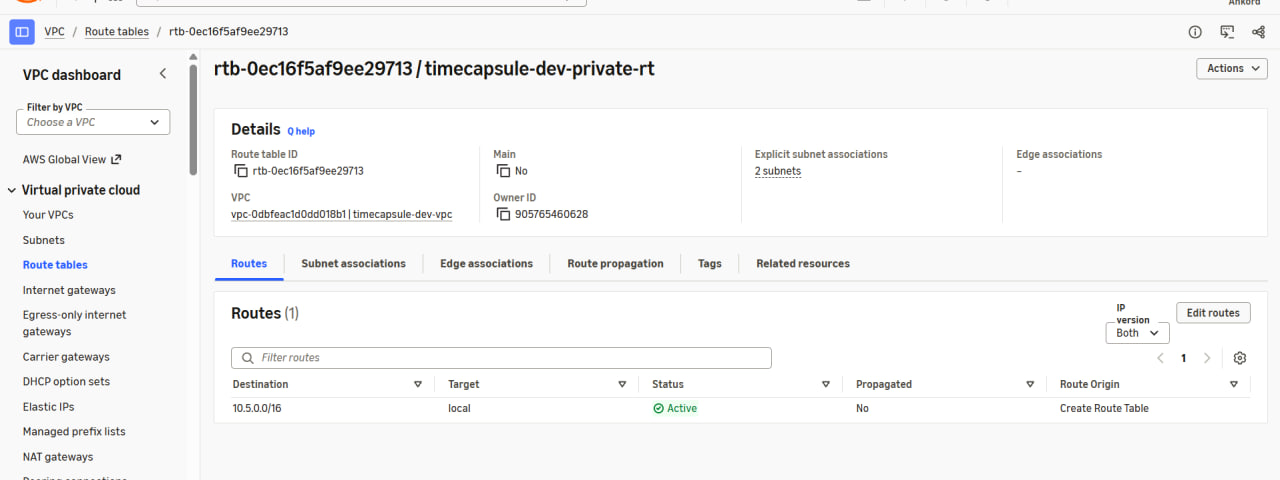 Ankord
VPC / Route tables / rtb-0ec16f5af9ee29713
VPC dashboard
Filter by VPC
Choose a VPC
AWS Global View
Virtual private cloud
Your VPCs
Subnets
Route tables
Internet gateways
Egress-only internet
gateways
Carrier gateways
DHCP option sets
Elastic IPs
Managed prefix lists
NAT gateways
rtb-0ec16f5af9ee29713 / timecapsule-dev-private-rt
Actions
Details Q help
Route table ID
rtb-0ec16f5af9ee29713
Main
No
Explicit subnet associations
2 subnets
Edge associations
–
VPC
vpc-0dbfeac1d0dd018b1 | timecapsule-dev-vpc
Owner ID
905765460628
Routes Subnet associations Edge associations Route propagation Tags Related resources
Routes (1)
IP
version
Both
Edit routes
Filter routes
1
Destination Target Status Propagated Route Origin
10.5.0.0/16 local Active No Create Route Table